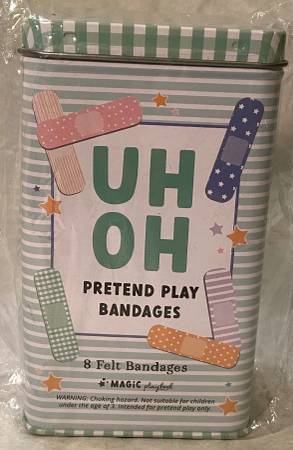 UH
OH
PRETEND PLAY
BANDAGES
8 Felt Bandages
MAGIC playbook
WARNING: Choking hazard. Not suitable for children
under the age of 3. Intended for pretend play only.